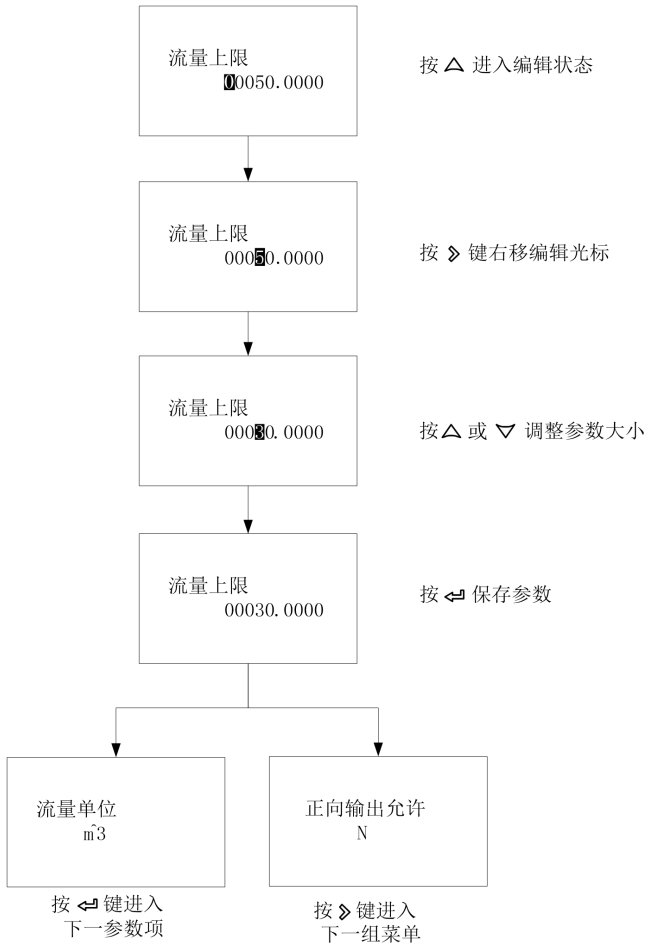 流量上限
00050.0000
按 △ 进入编辑状态
流量上限
00050.0000
按 》 键右移编辑光标
流量上限
00030.0000
按△ 或 ▽ 调整参数大小
流量上限
00030.0000
按 ↵ 保存参数
流量单位
m^3
按 ↵ 键进入
下一参数项
正向输出允许
N
按 》 键进入
下一组菜单